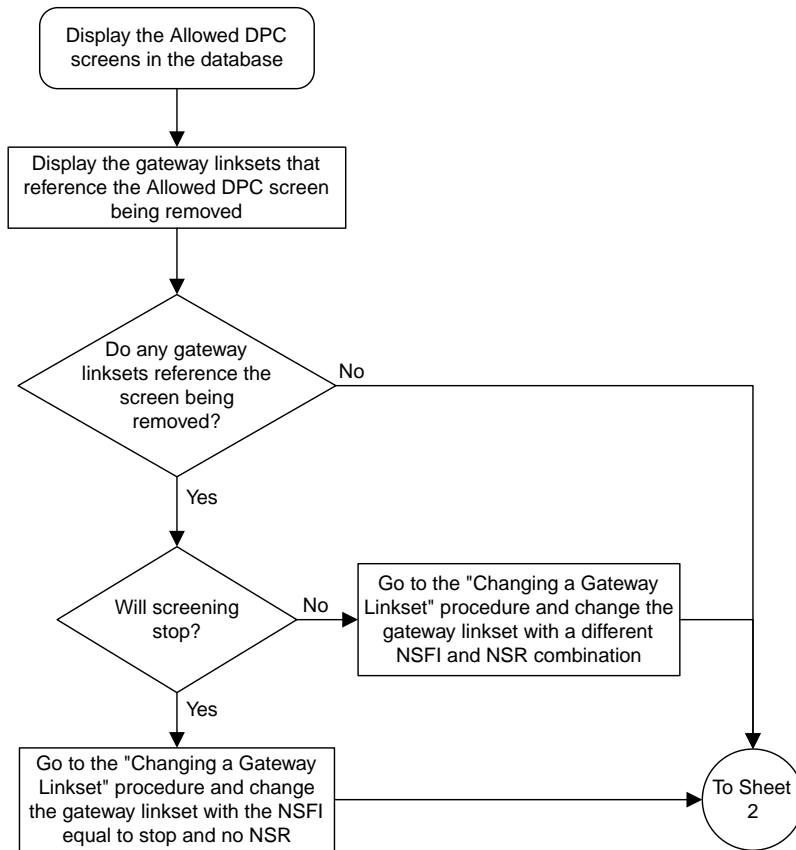 Display the Allowed DPC
screens in the database
Display the gateway linksets that
reference the Allowed DPC screen
being removed
Do any gateway
linksets reference the
screen being
removed?
No
Yes
Will screening
stop?
No
Go to the "Changing a Gateway
Linkset" procedure and change the
gateway linkset with a different
NSFI and NSR combination
Yes
Go to the "Changing a Gateway
Linkset" procedure and change
the gateway linkset with the NSFI
equal to stop and no NSR
To Sheet
2